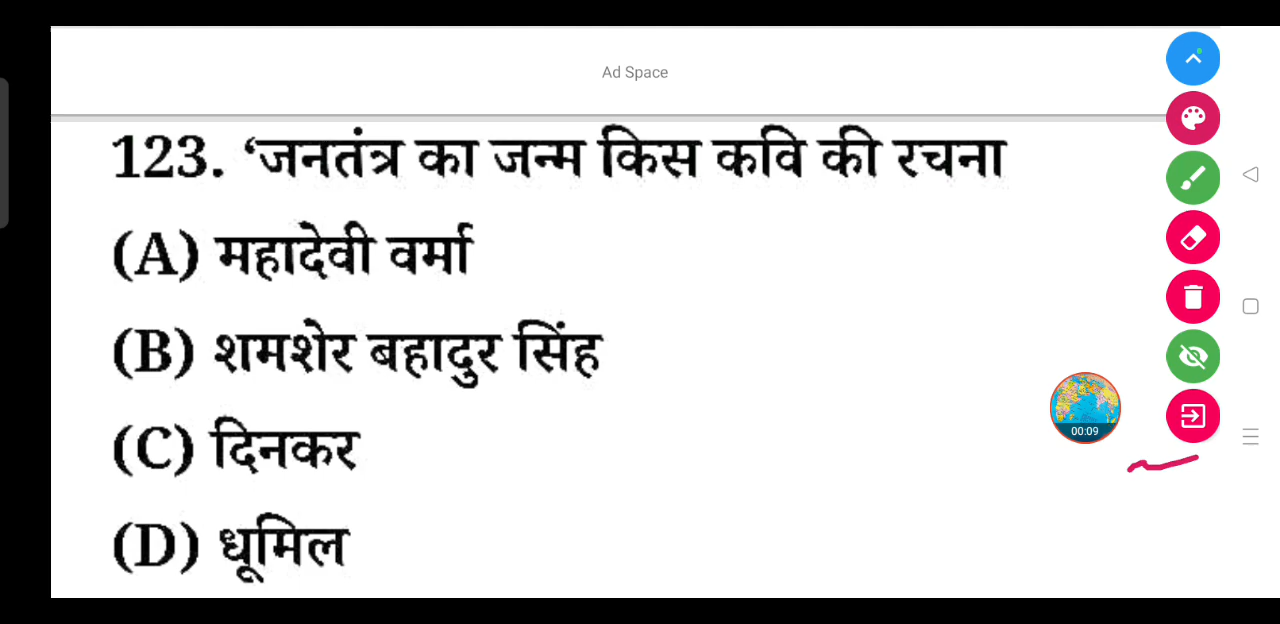 Ad Space
123. ‘जनतंत्र का जन्म किस कवि की रचना
(A) महादेवी वर्मा
(B) शमशेर बहादुर सिंह
(C) दिनकर
(D) धूमिल
00:09